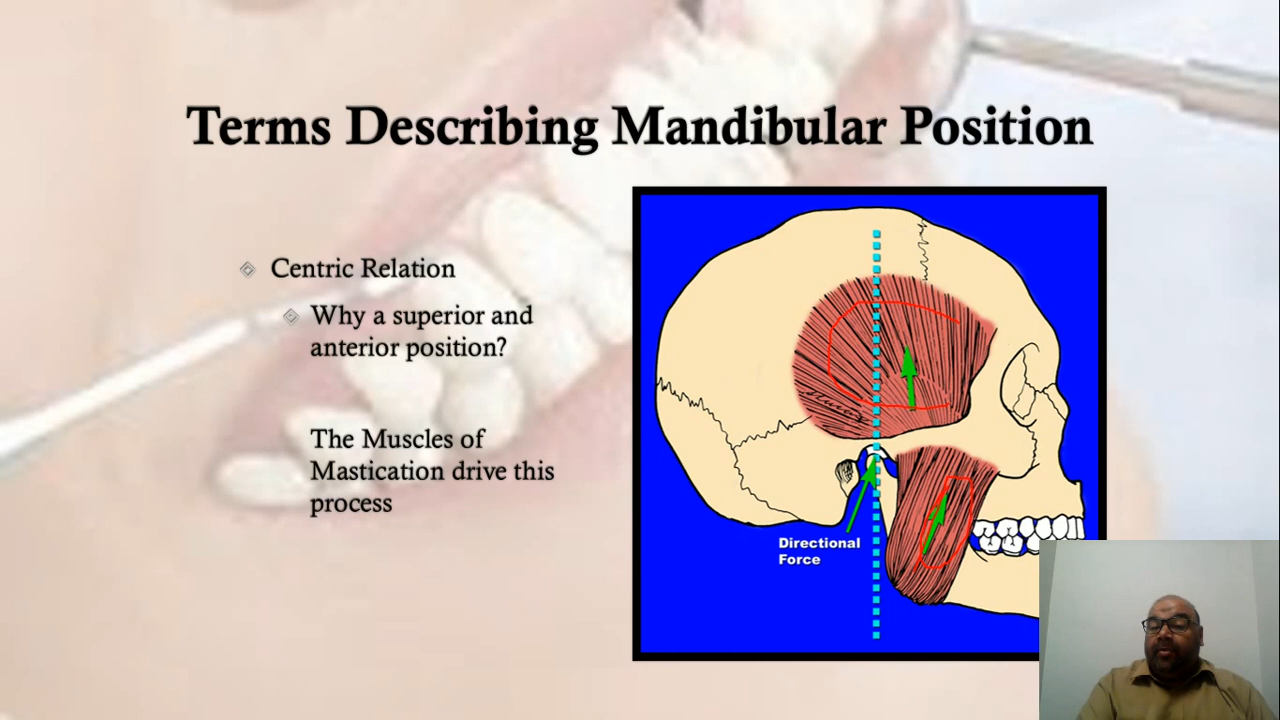 Terms Describing Mandibular Position
Centric Relation
Why a superior and
anterior position?
The Muscles of
Mastication drive this
process
Directional
Force